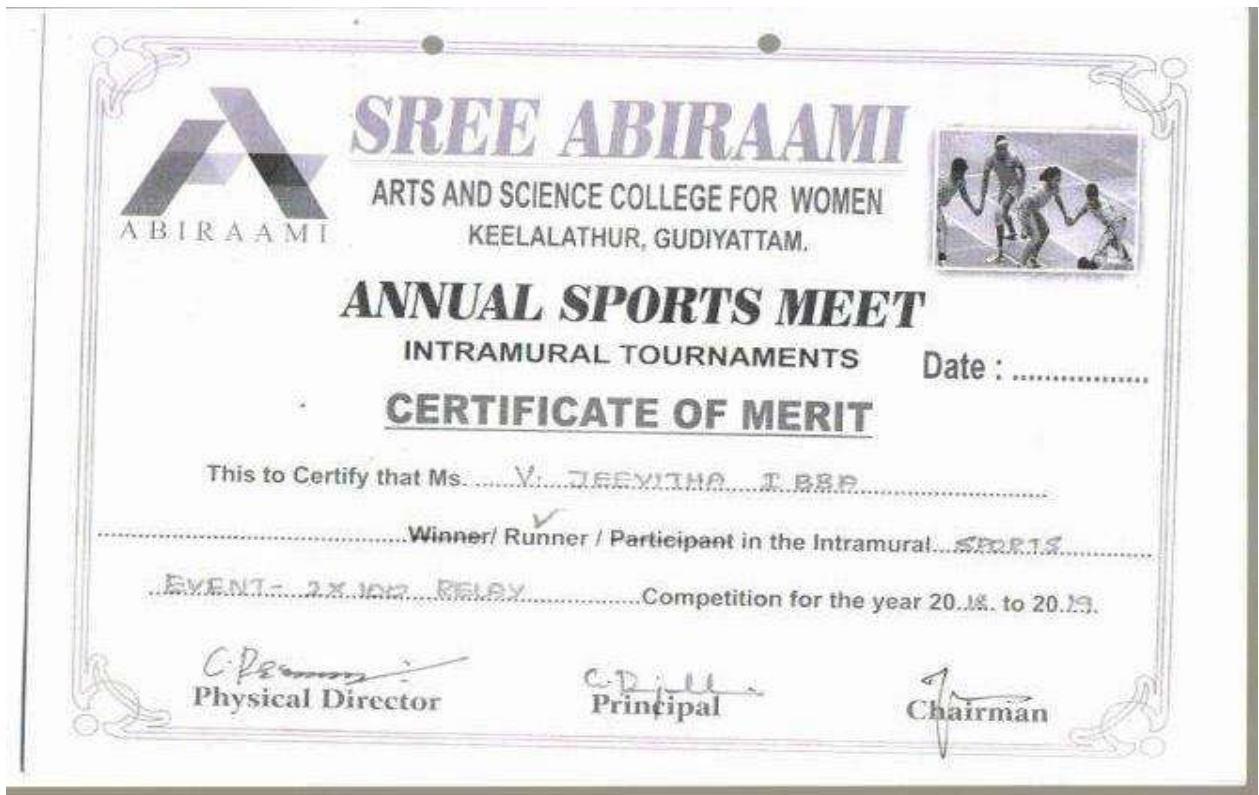 SREE ABIRAAMI
ABIRAAMI
ARTS AND SCIENCE COLLEGE FOR WOMEN
KEELALATHUR, GUDIYATTAM.
ANNUAL SPORTS MEET
INTRAMURAL TOURNAMENTS
Date : .................
CERTIFICATE OF MERIT
This to Certify that Ms. ..... V. JEEVITHA I BBA ..............................
.............................................Winner/ Runner / Participant in the Intramural...SPORTS
..EVENT- 2 X 100 RELAY....................Competition for the year 20.18. to 20.19.
Physical Director
Principal
Chairman